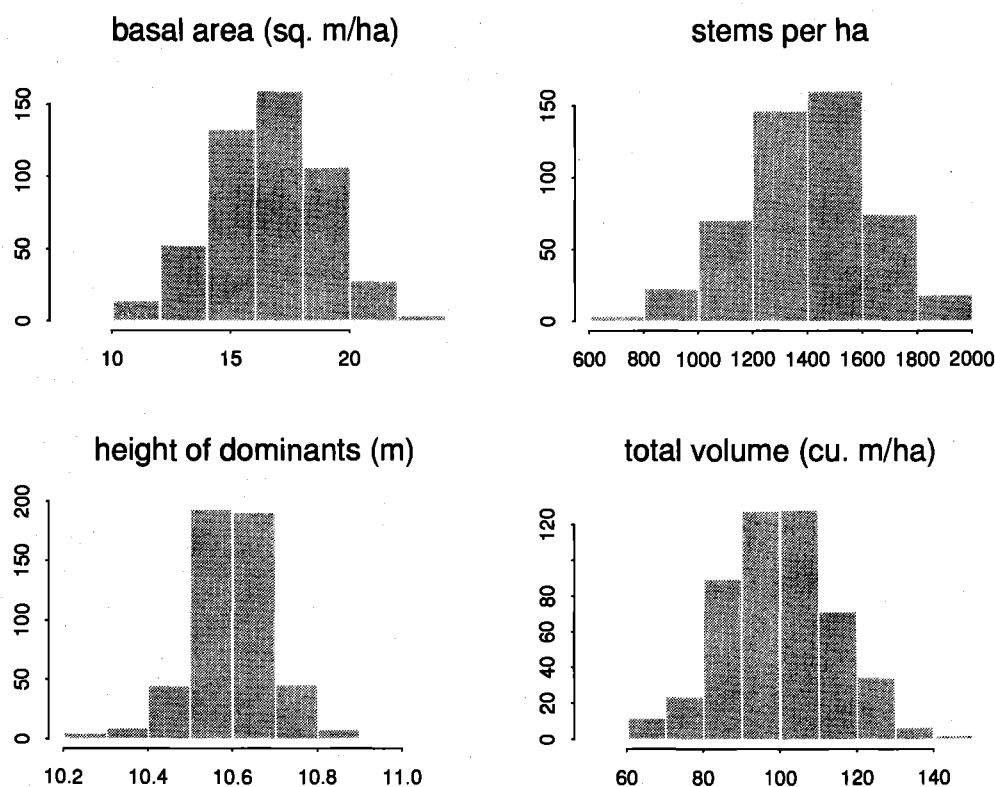 basal area (sq. m/ha)
150
100
50
0
10 15 20
stems per ha
150
100
50
0
600 800 1000 1200 1400 1600 1800 2000
height of dominants (m)
200
150
100
50
0
10.2 10.4 10.6 10.8 11.0
total volume (cu. m/ha)
120
80
60
40
20
0
60 80 100 120 140